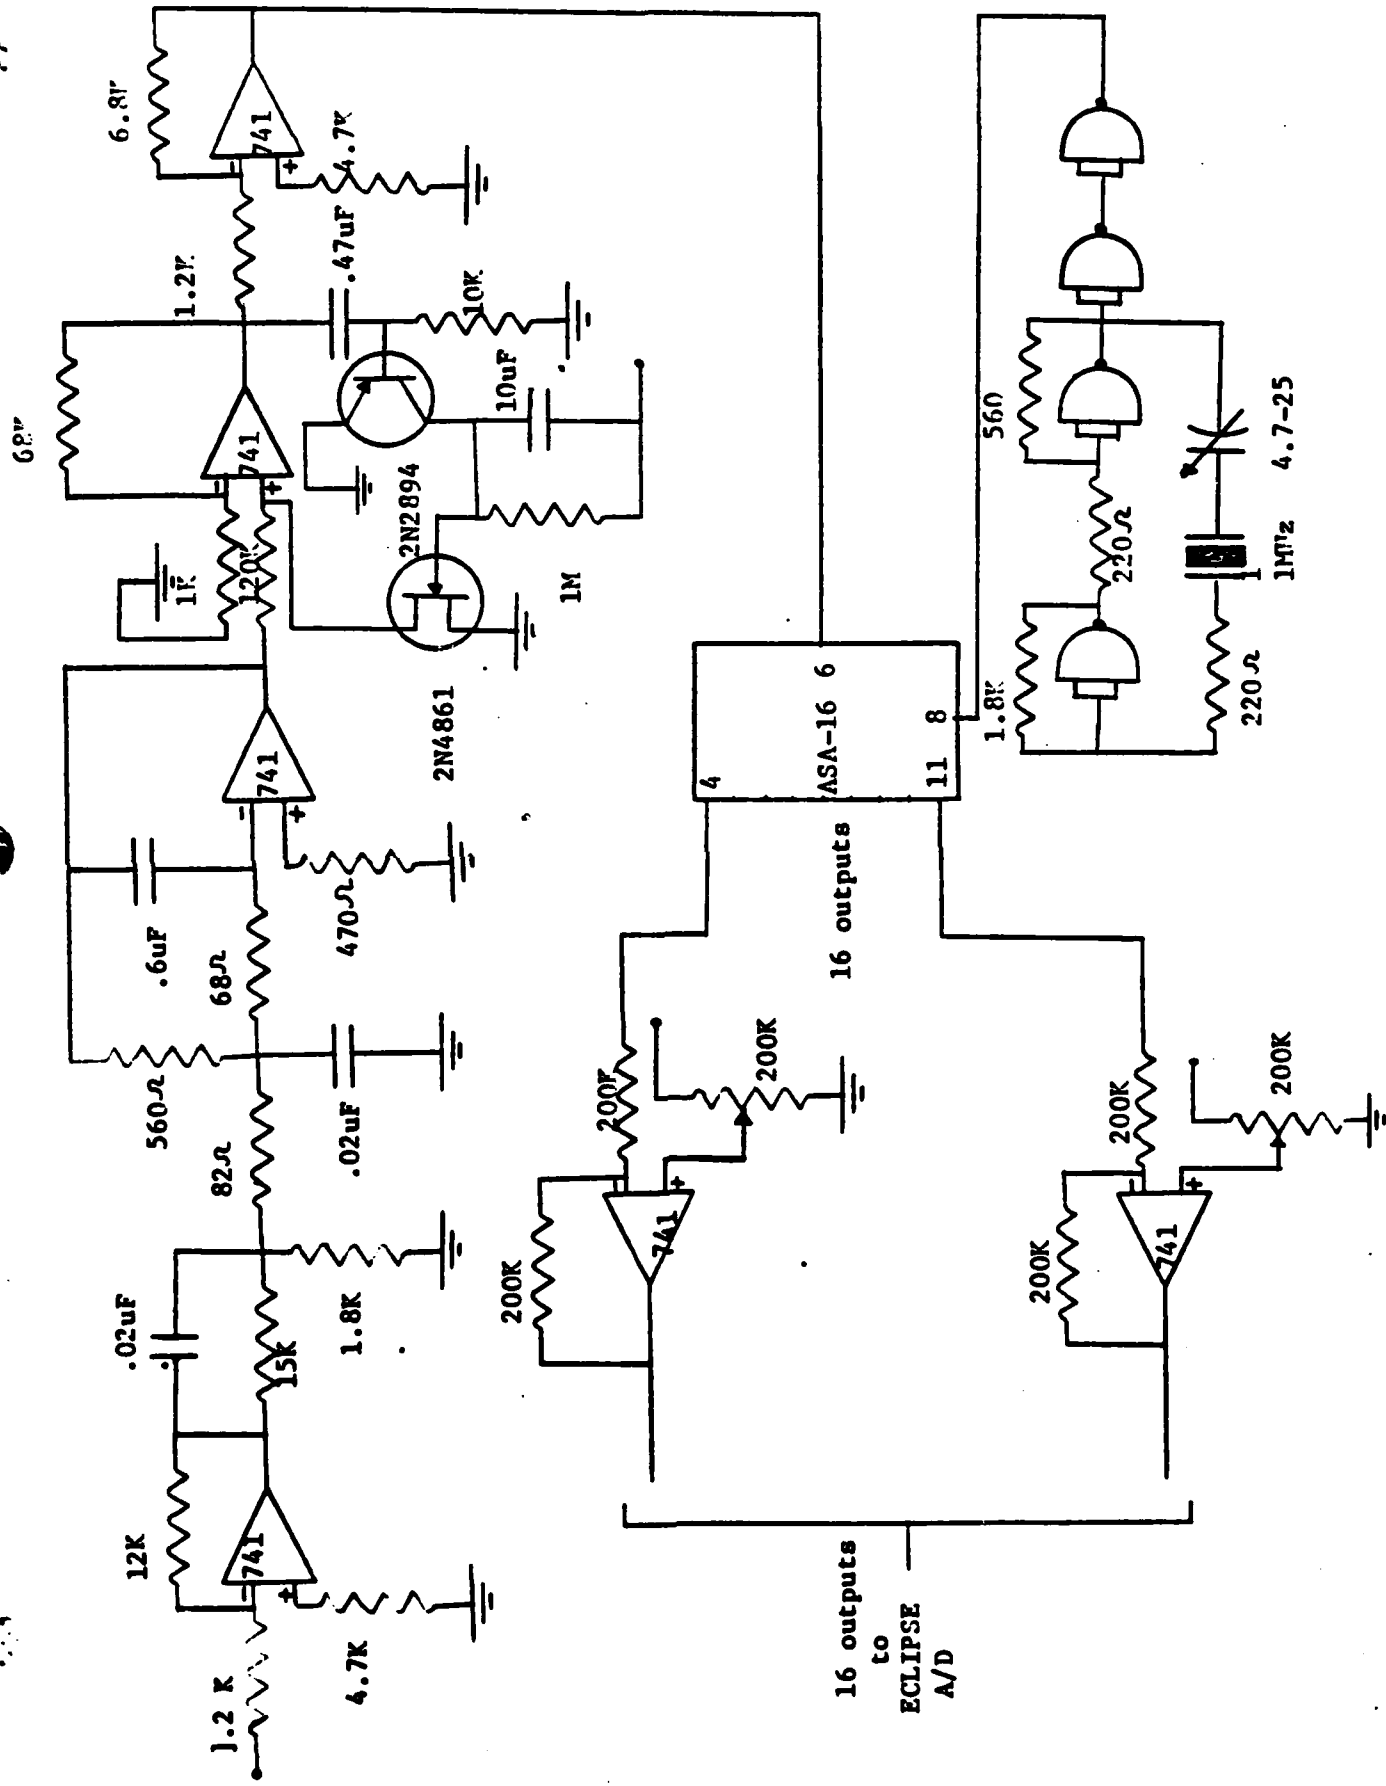 1.2 K
12K
741
4.7K
.02uF
15K
1.8K
82Ω
560Ω
.02uF
68Ω
.6uF
741
470Ω
1K
120K
68K
741
2N4861
2N2894
1M
10uF
10K
.47uF
1.2K
6.8K
741
4.7K
4
ASA-16
6
11
8
16 outputs
200K
200K
741
200K
200K
200K
741
200K
16 outputs
to
ECLIPSE
A/D
1.8K
220Ω
560
220Ω
1MHz
4.7-25